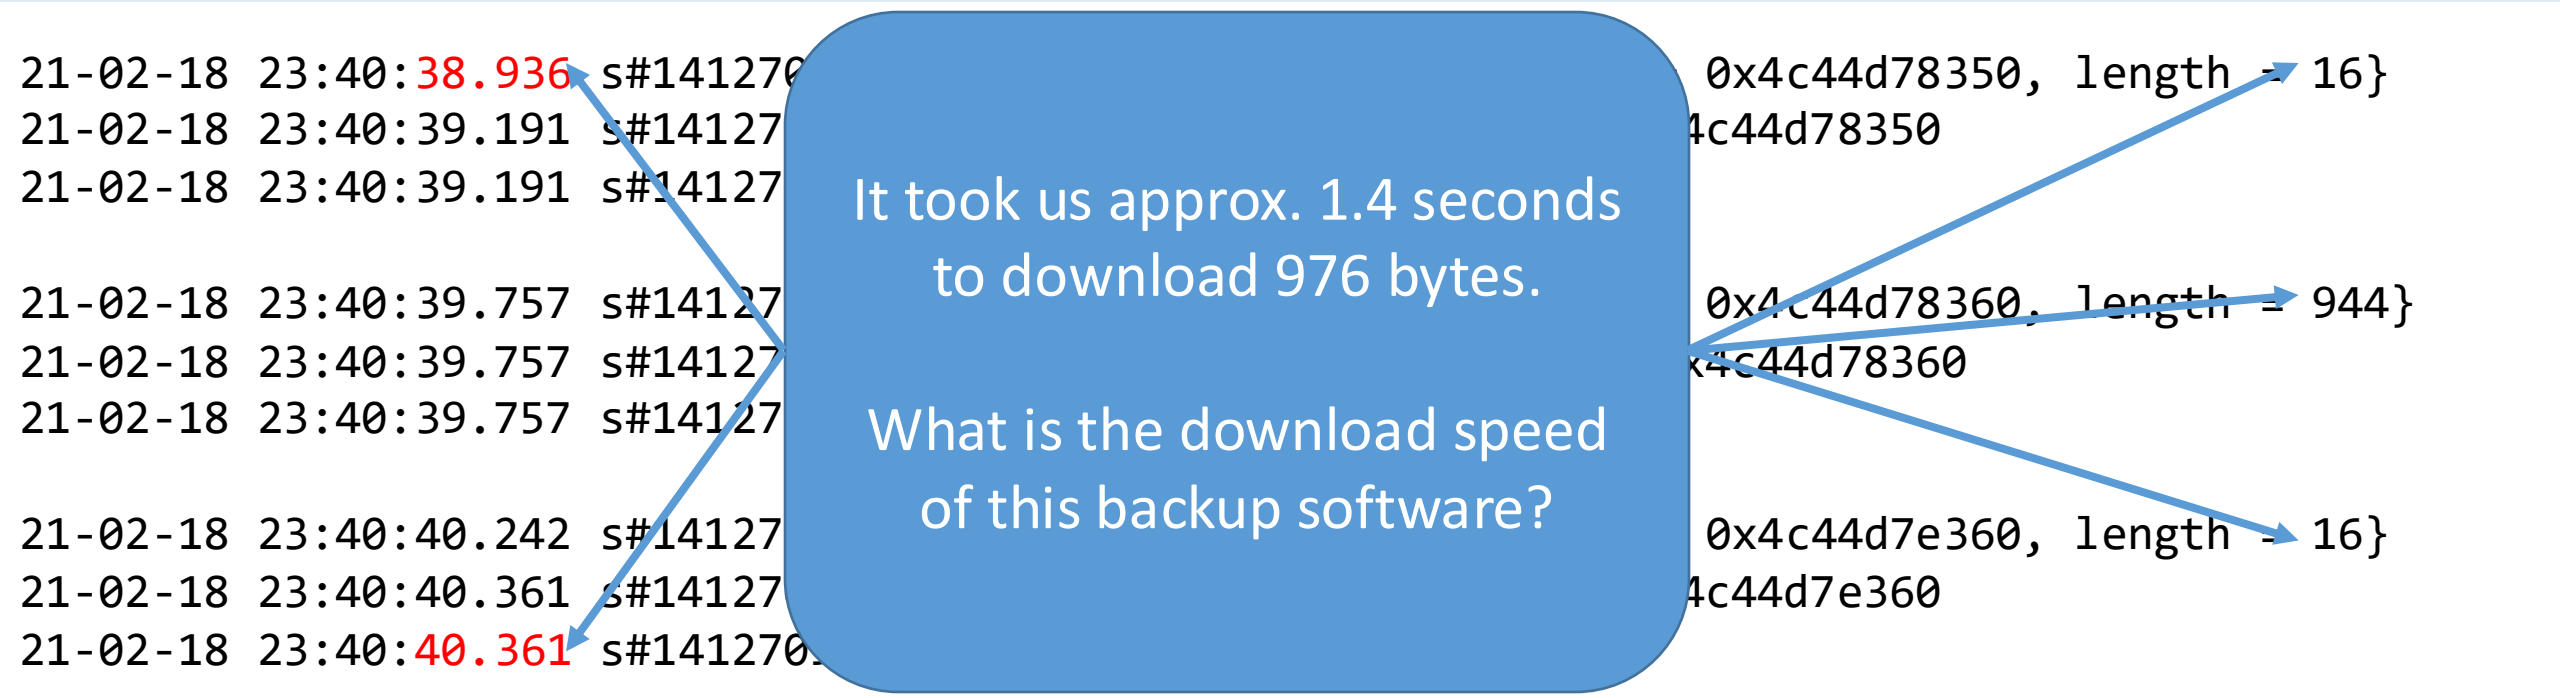 21-02-18 23:40:38.936 s#141270 0x4c44d78350, length = 16}
21-02-18 23:40:39.191 s#14127 4c44d78350
21-02-18 23:40:39.191 s#14127
21-02-18 23:40:39.757 s#14127 0x4c44d78360, length = 944}
21-02-18 23:40:39.757 s#14127 x4c44d78360
21-02-18 23:40:39.757 s#14127
21-02-18 23:40:40.242 s#14127 0x4c44d7e360, length = 16}
21-02-18 23:40:40.361 s#14127 4c44d7e360
21-02-18 23:40:40.361 s#141270
It took us approx. 1.4 seconds
to download 976 bytes.
What is the download speed
of this backup software?